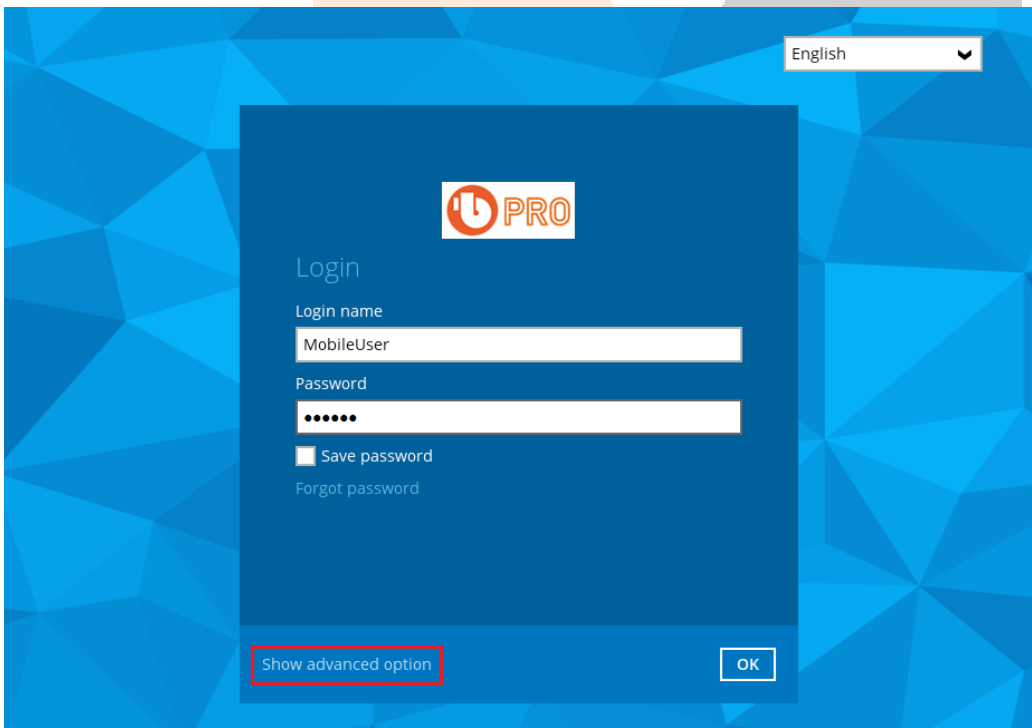 English
PRO
Login
Login name
MobileUser
Password
••••••
Save password
Forgot password
Show advanced option
OK